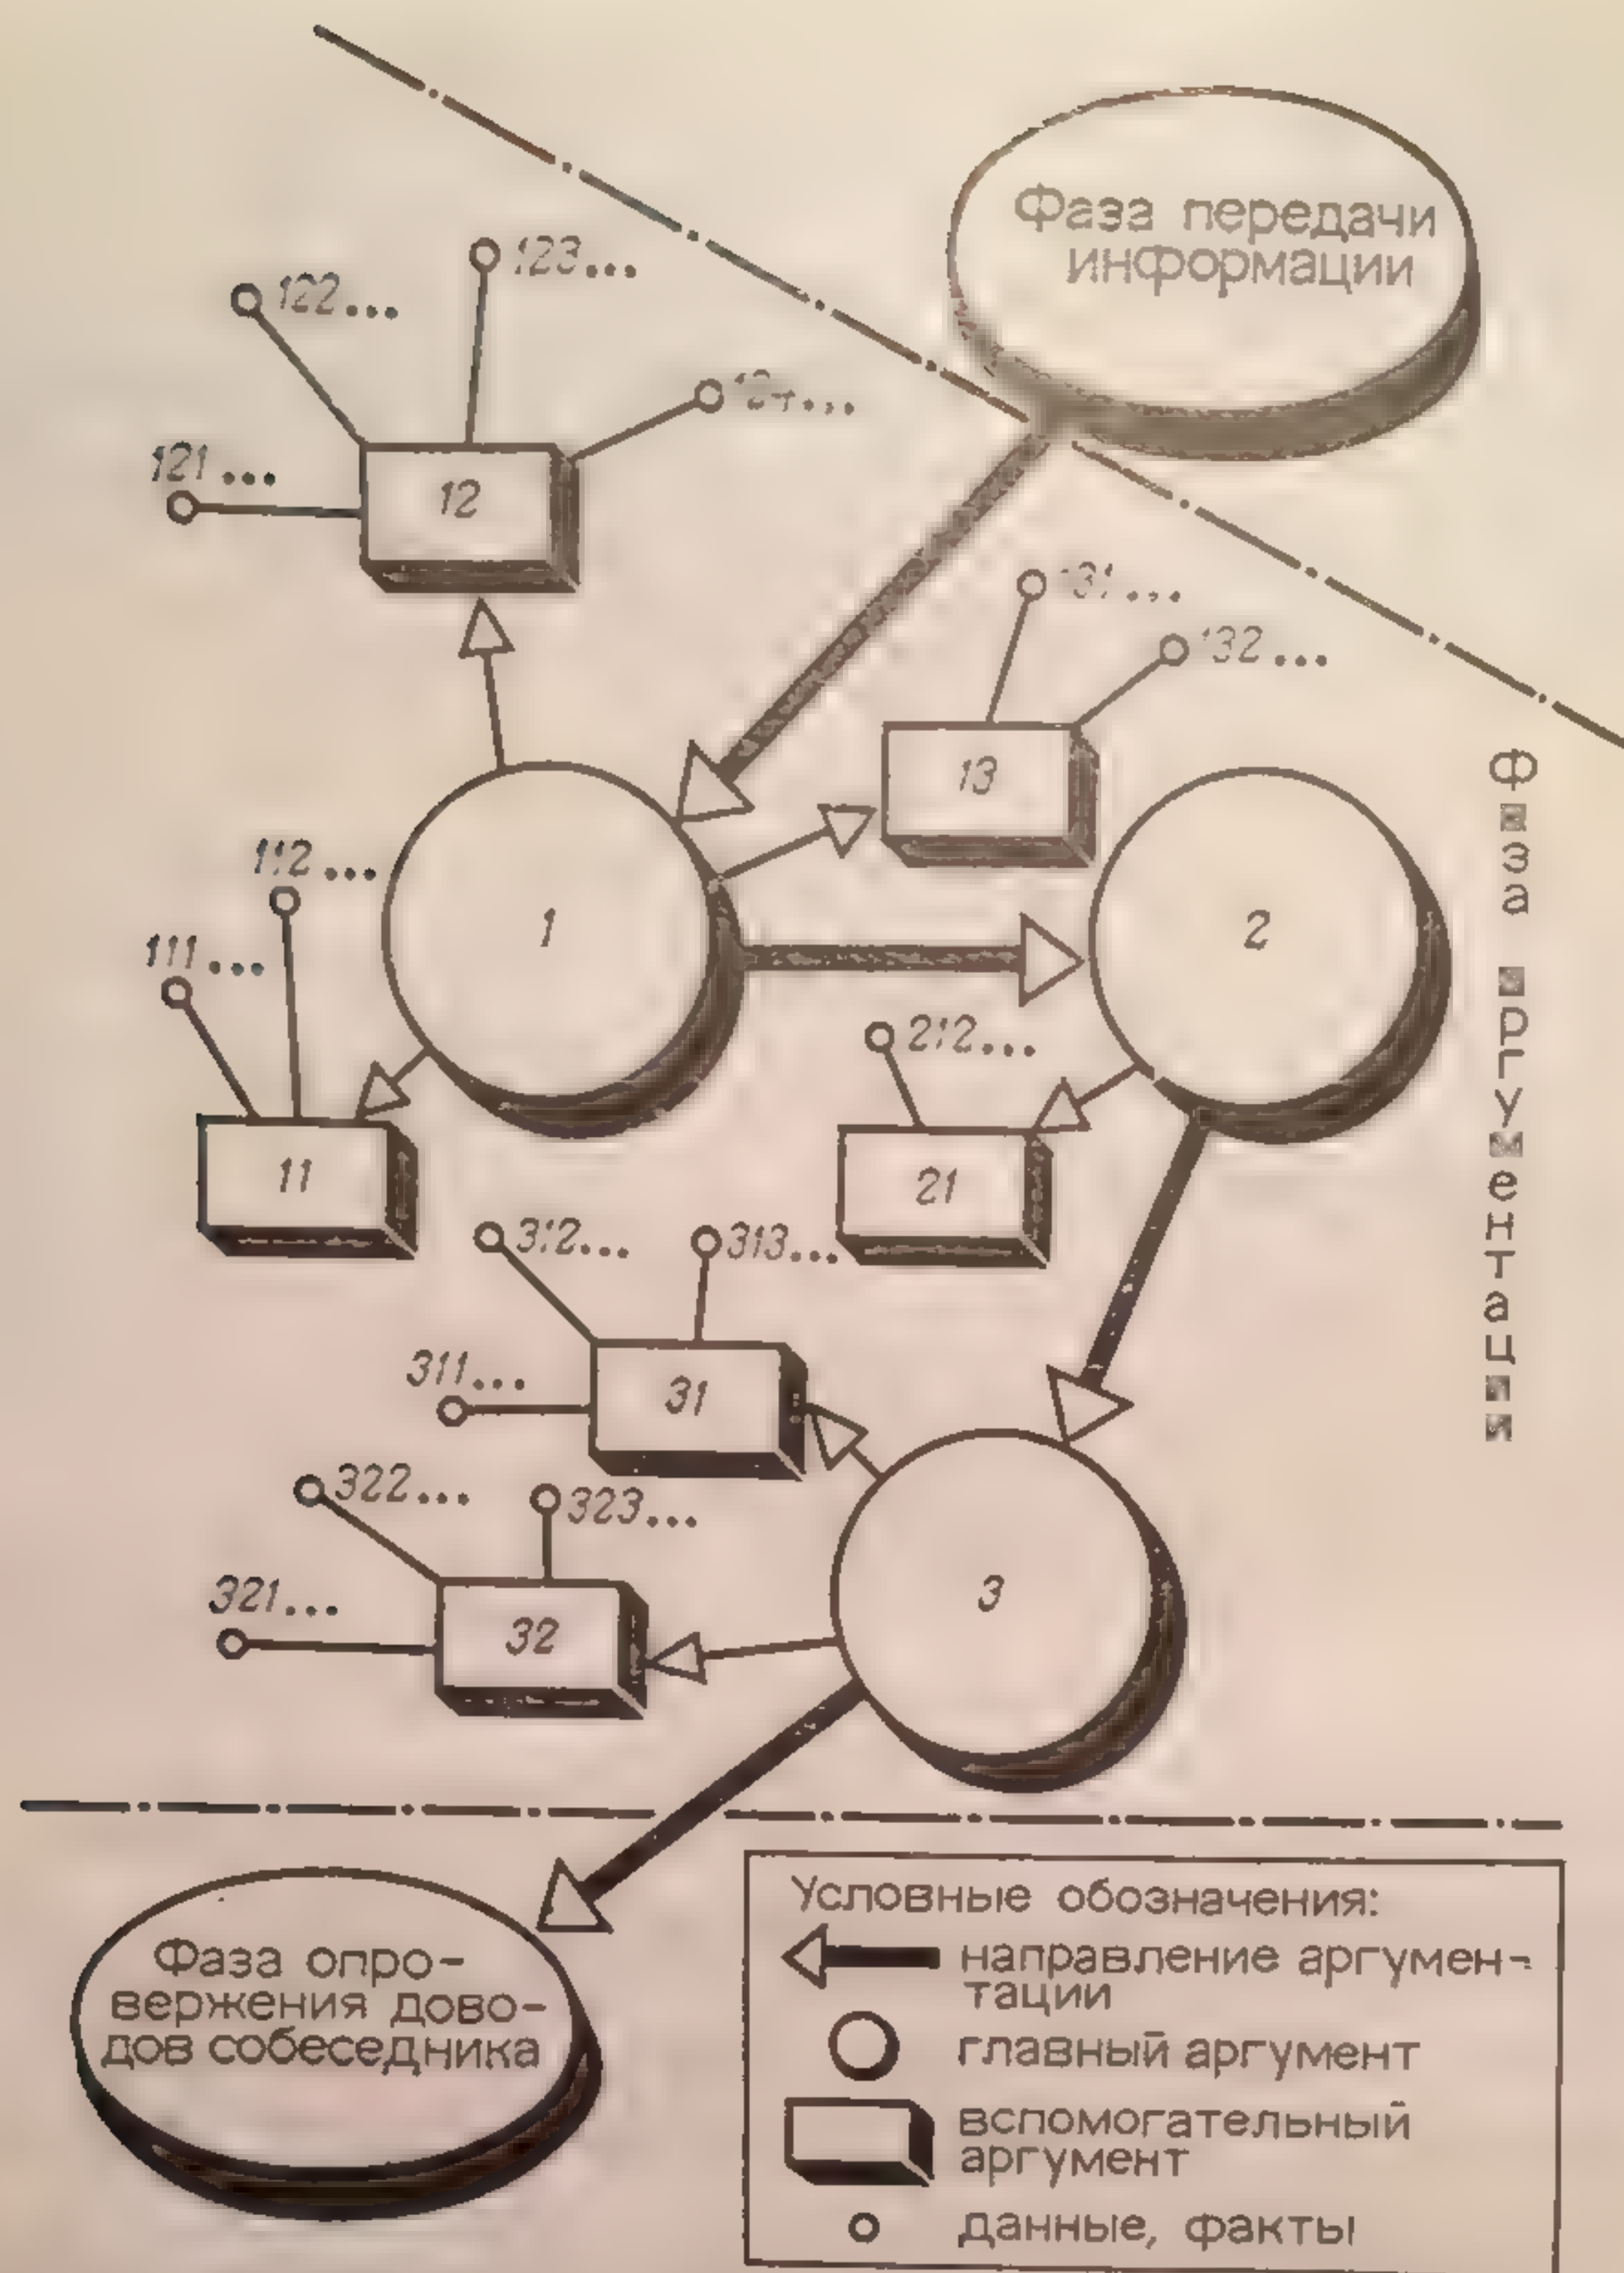 Фаза передачи
информации
123...
122...
121...
12
131...
132...
13
112...
111...
1
2
212...
11
21
312...
313...
311...
31
322...
323...
321...
32
3
Фаза аргументации
Фаза опро-
вержения дово-
дов собеседника
Условные обозначения:
направление аргумен-
тации
главный аргумент
вспомогательный
аргумент
данные, факты